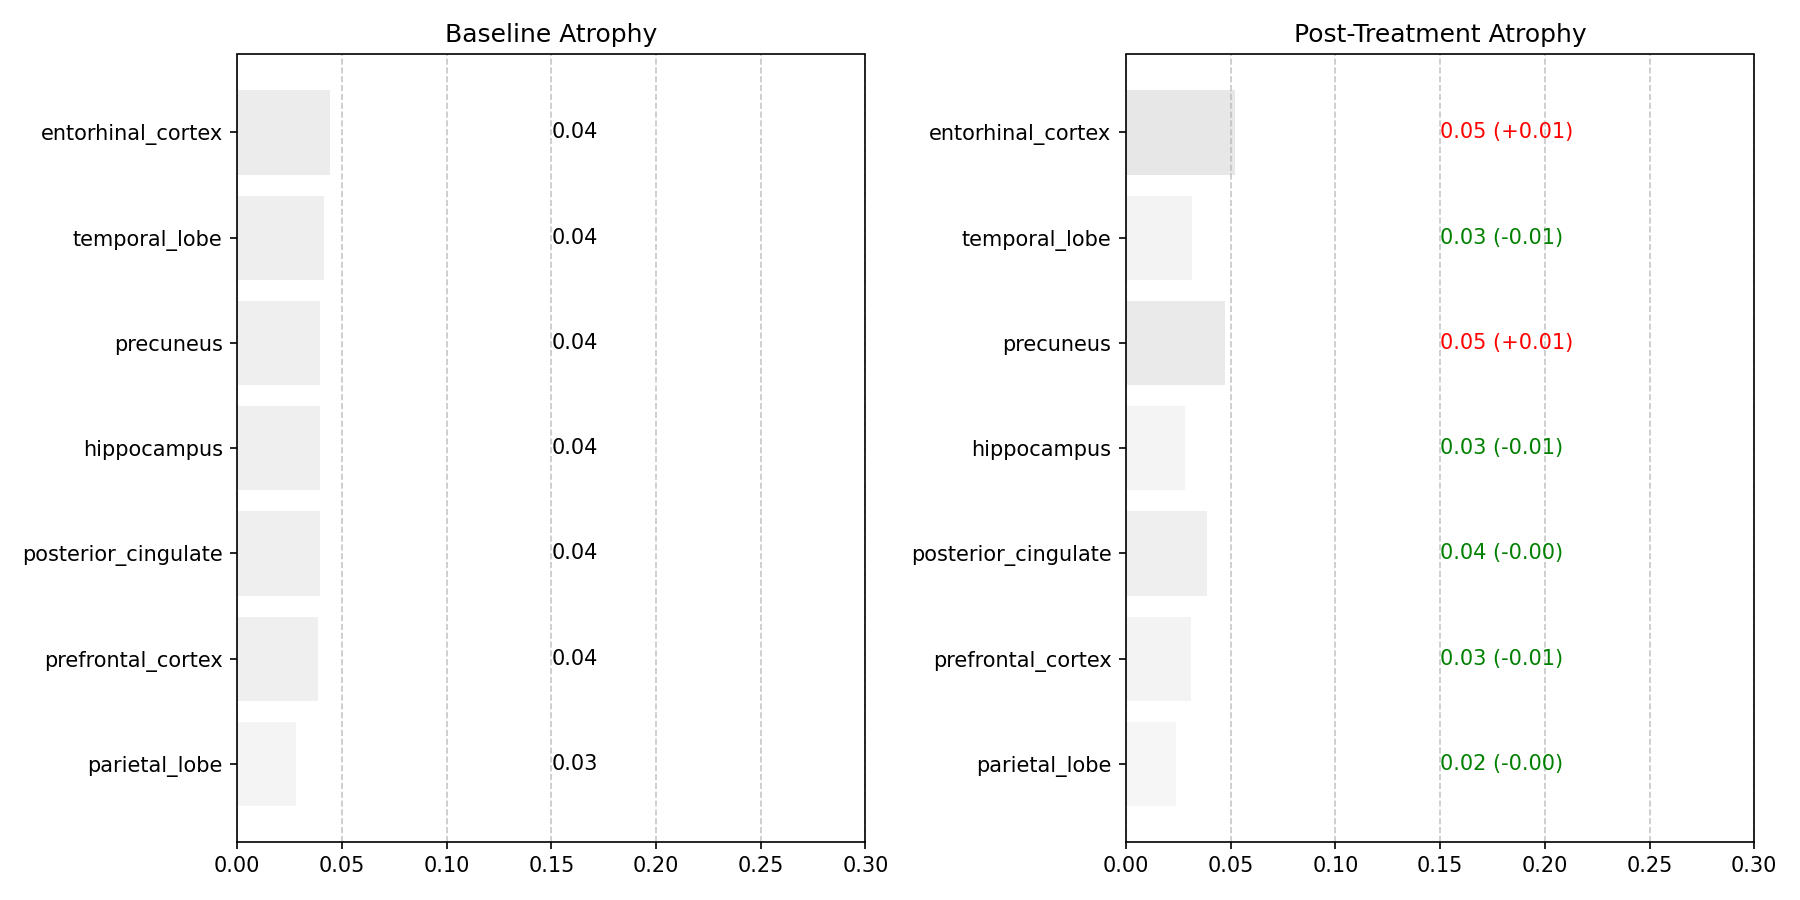 Baseline Atrophy
entorhinal_cortex 0.04
temporal_lobe 0.04
precuneus 0.04
hippocampus 0.04
posterior_cingulate 0.04
prefrontal_cortex 0.04
parietal_lobe 0.03
0.00 0.05 0.10 0.15 0.20 0.25 0.30
Post-Treatment Atrophy
entorhinal_cortex 0.05 (+0.01)
temporal_lobe 0.03 (-0.01)
precuneus 0.05 (+0.01)
hippocampus 0.03 (-0.01)
posterior_cingulate 0.04 (-0.00)
prefrontal_cortex 0.03 (-0.01)
parietal_lobe 0.02 (-0.00)
0.00 0.05 0.10 0.15 0.20 0.25 0.30